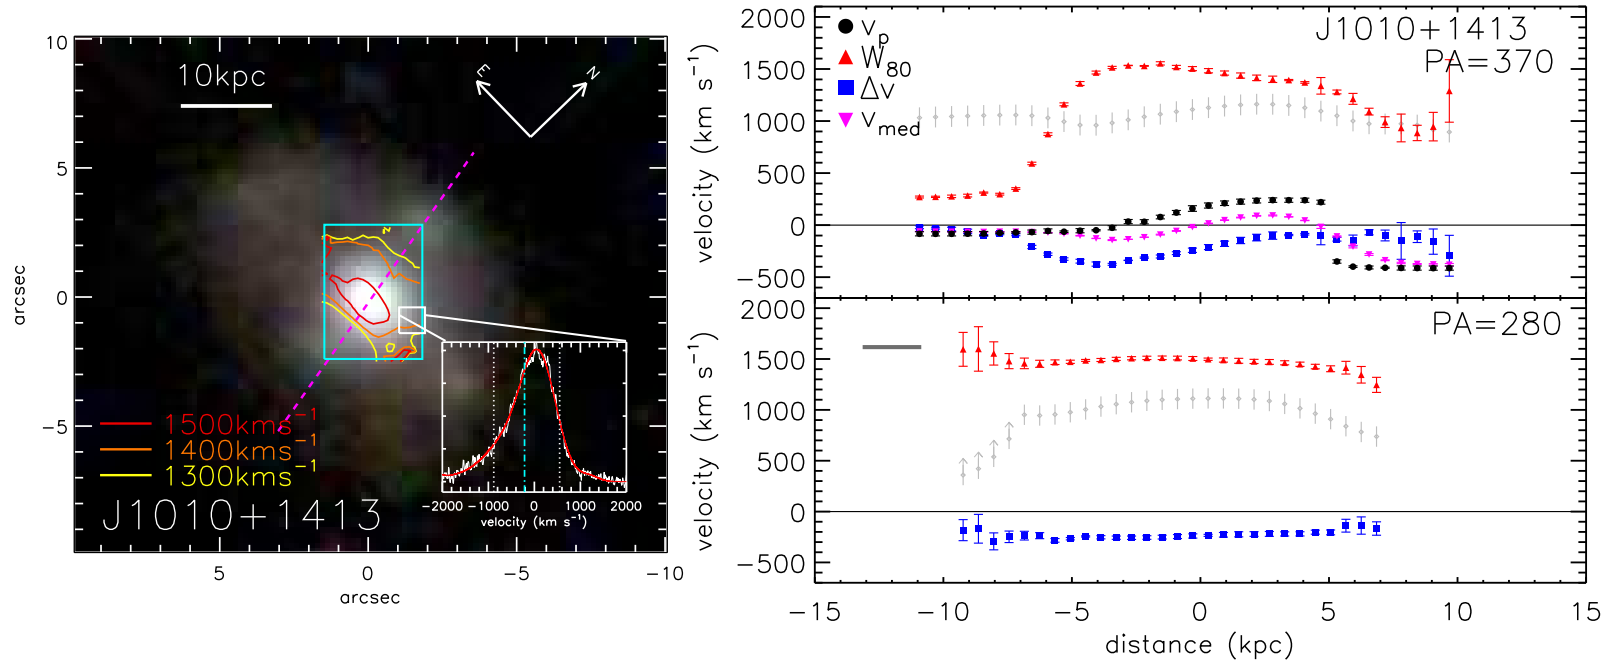 10
5
0
−5
arcsec
10kpc
E
N
1500kms−1
1400kms−1
1300kms−1
J1010+1413
−2000 −1000 0 1000 2000
velocity (km s−1)
5 0 −5 −10
arcsec
2000
1500
1000
500
0
−500
velocity (km s−1)
vp
W80
Δv
vmed
J1010+1413
PA=370
2000
1500
1000
500
0
−500
velocity (km s−1)
PA=280
−15 −10 −5 0 5 10 15
distance (kpc)